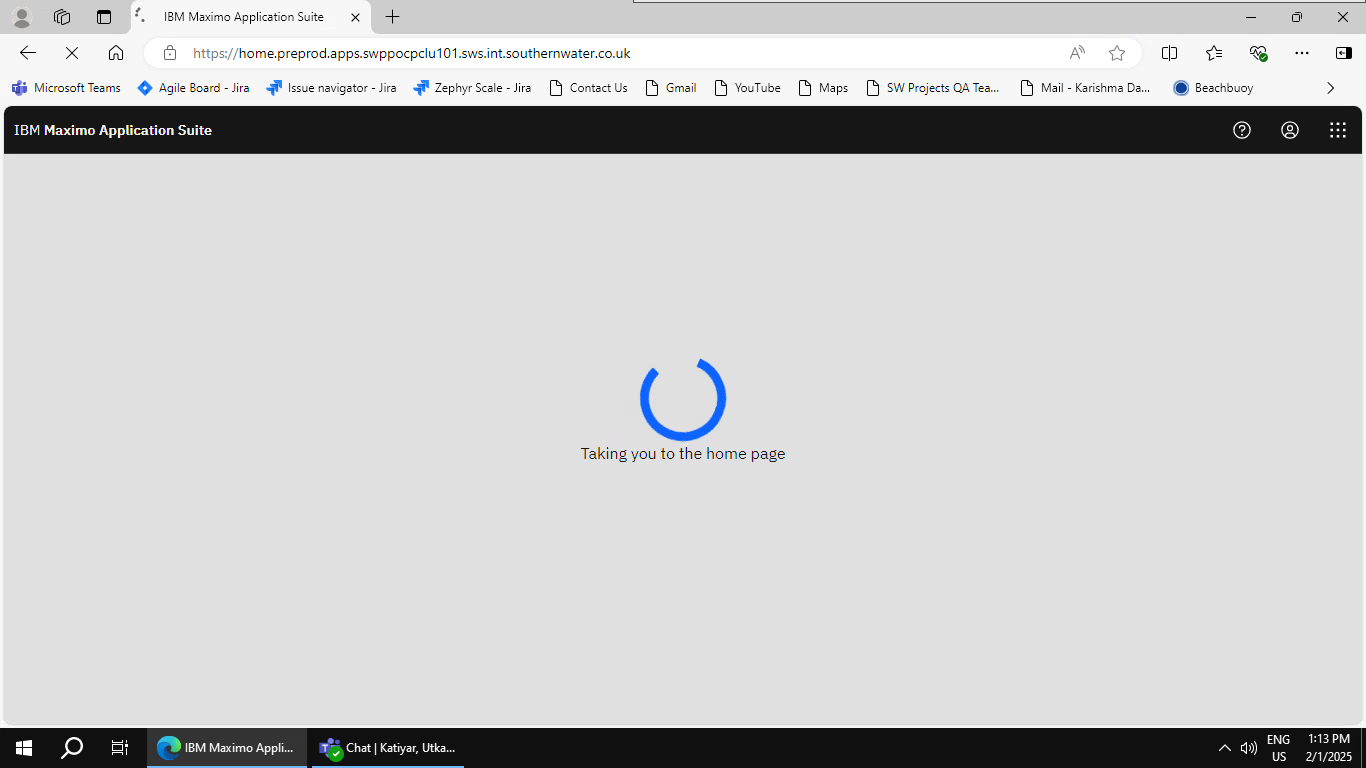 IBM Maximo Application Suite
https://home.preprod.apps.swppocpclu101.sws.int.southernwater.co.uk
Microsoft Teams
Agile Board - Jira
Issue navigator - Jira
Zephyr Scale - Jira
Contact Us
Gmail
YouTube
Maps
SW Projects QA Tea...
Mail - Karishma Da...
Beachbuoy
IBM Maximo Application Suite
Taking you to the home page
IBM Maximo Appli...
Chat | Katiyar, Utka...
ENG
US
1:13 PM
2/1/2025